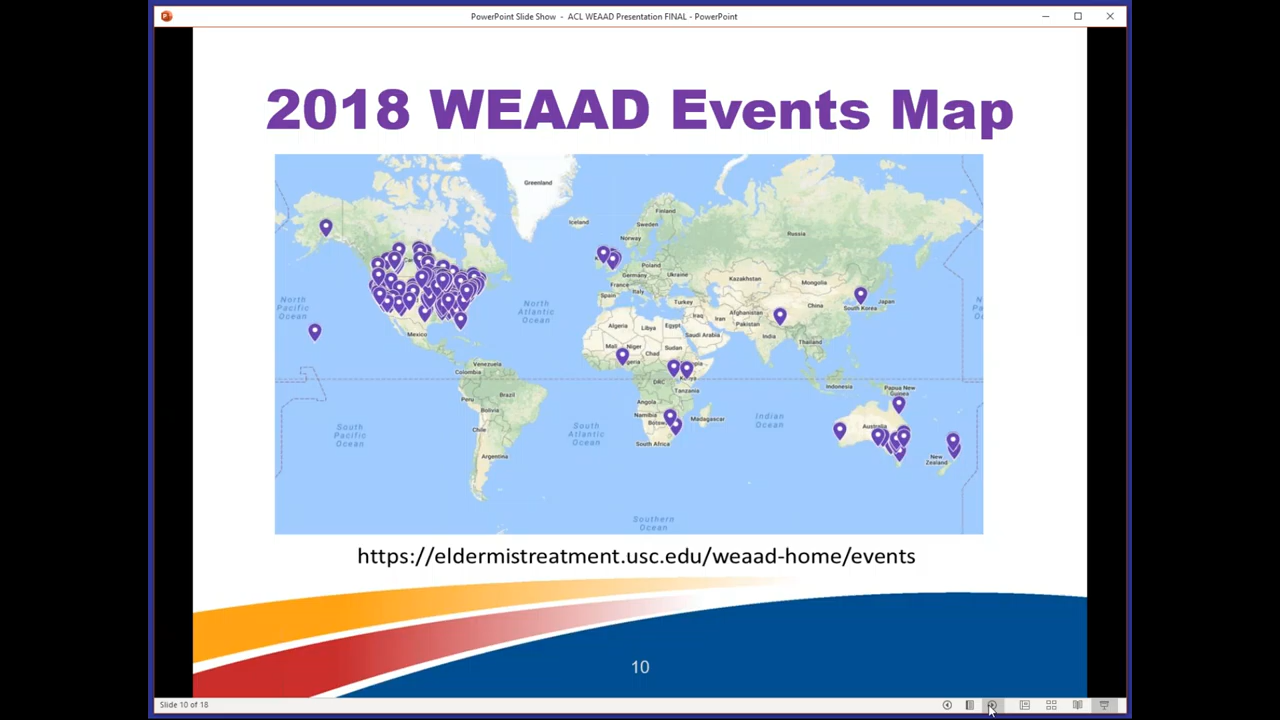 PowerPoint Slide Show - ACL WEAAD Presentation FINAL - PowerPoint
2018 WEAAD Events Map
Greenland
Iceland
Finland
Sweden
Norway
Russia
Poland
Germany
Ukraine
France
Italy
Spain
Turkey
Kazakhstan
Mongolia
China
Japan
South Korea
Iraq
Iran
Afghanistan
Pakistan
India
Thailand
Saudi Arabia
Egypt
Libya
Algeria
Mali
Niger
Chad
Sudan
DRC
Tanzania
Angola
Namibia
Madagascar
South Africa
North
Pacific
Ocean
North
Atlantic
Ocean
Mexico
Venezuela
Colombia
Peru
Brazil
Bolivia
Chile
Argentina
South
Pacific
Ocean
South
Atlantic
Ocean
Indian
Ocean
Indonesia
Papua New
Guinea
Australia
New
Zealand
Southern
Ocean
https://eldermistreatment.usc.edu/weaad-home/events
10
Slide 10 of 18